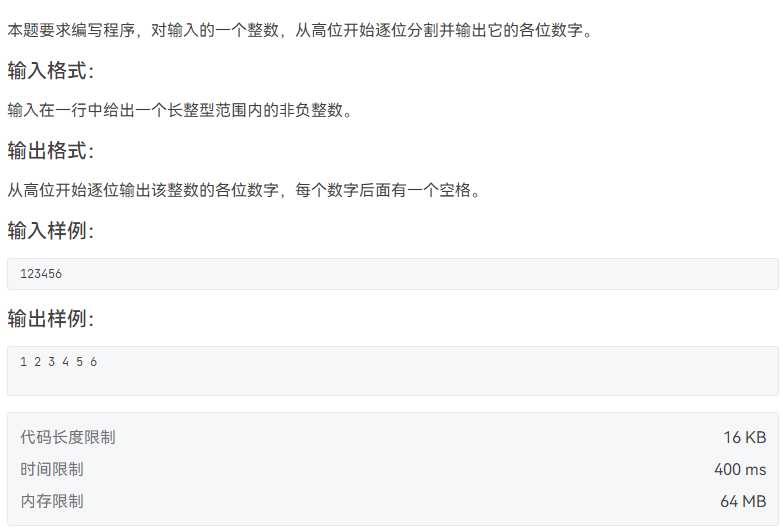 本题要求编写程序，对输入的一个整数，从高位开始逐位分割并输出它的各位数字。
输入格式：
输入在一行中给出一个长整型范围内的非负整数。
输出格式：
从高位开始逐位输出该整数的各位数字，每个数字后面有一个空格。
输入样例：
123456
输出样例：
1 2 3 4 5 6
代码长度限制 16 KB
时间限制 400 ms
内存限制 64 MB